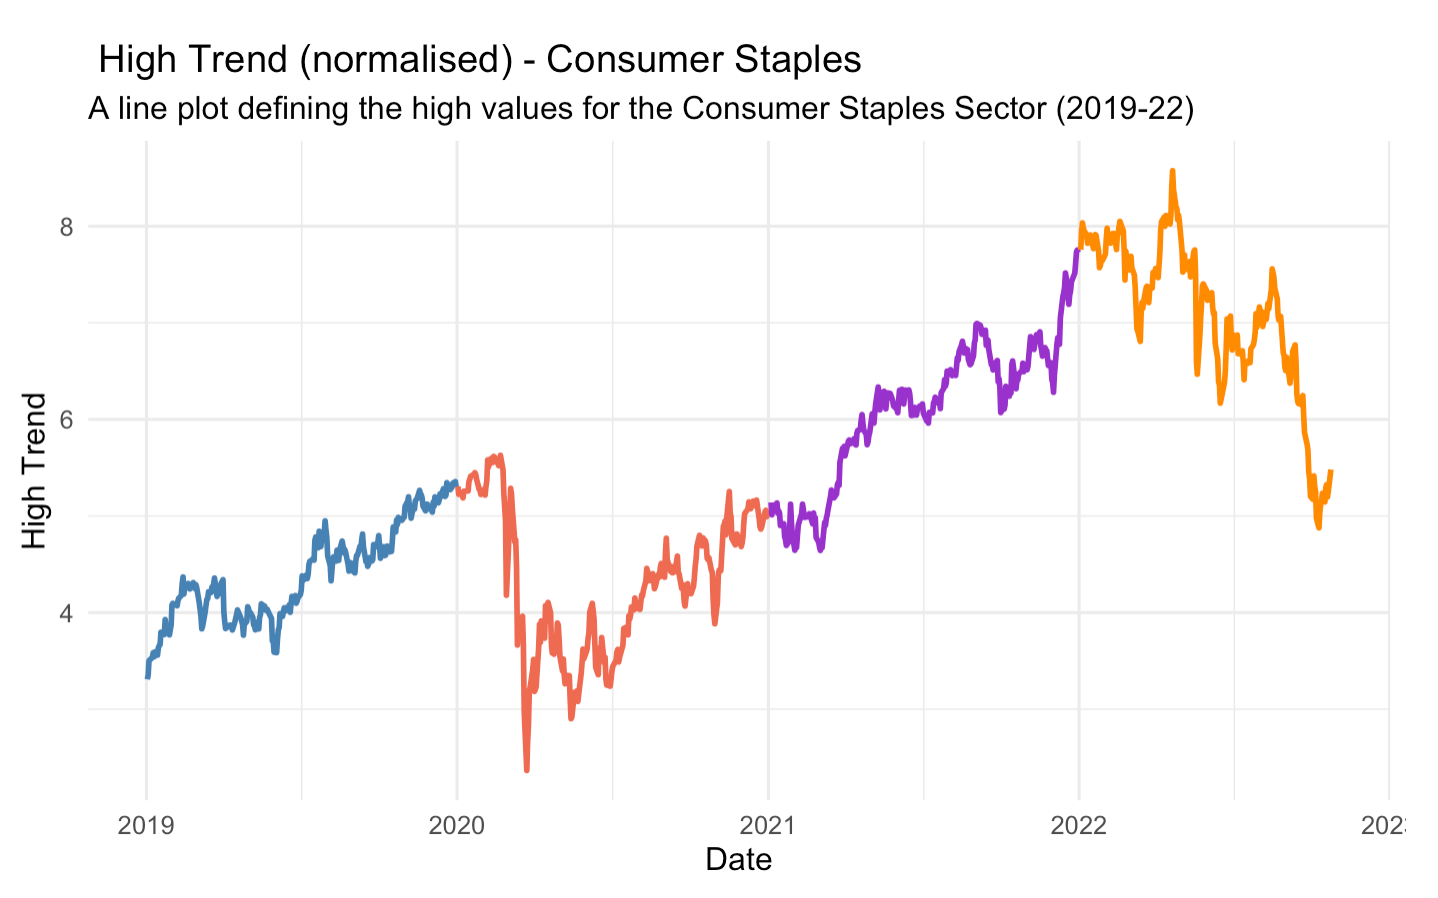 High Trend (normalised) - Consumer Staples
A line plot defining the high values for the Consumer Staples Sector (2019-22)
High Trend
8
6
4
2019 2020 2021 2022 202
Date